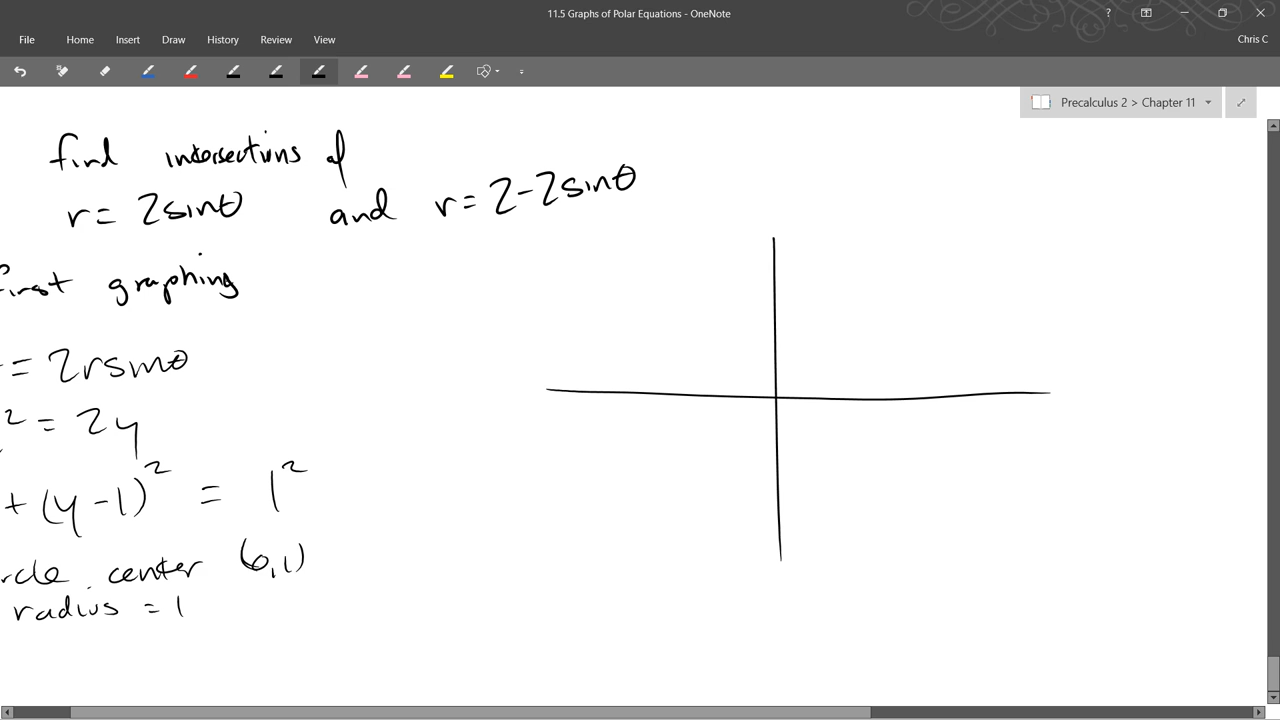 11.5 Graphs of Polar Equations - OneNote
File Home Insert Draw History Review View
Chris C
Precalculus 2 > Chapter 11
find intersections of
r = 2sinθ and r = 2-2sinθ
first graphing
= 2rsinθ
2 = 2y
+ (y-1)² = 1²
rcle center (0,1)
radius = 1